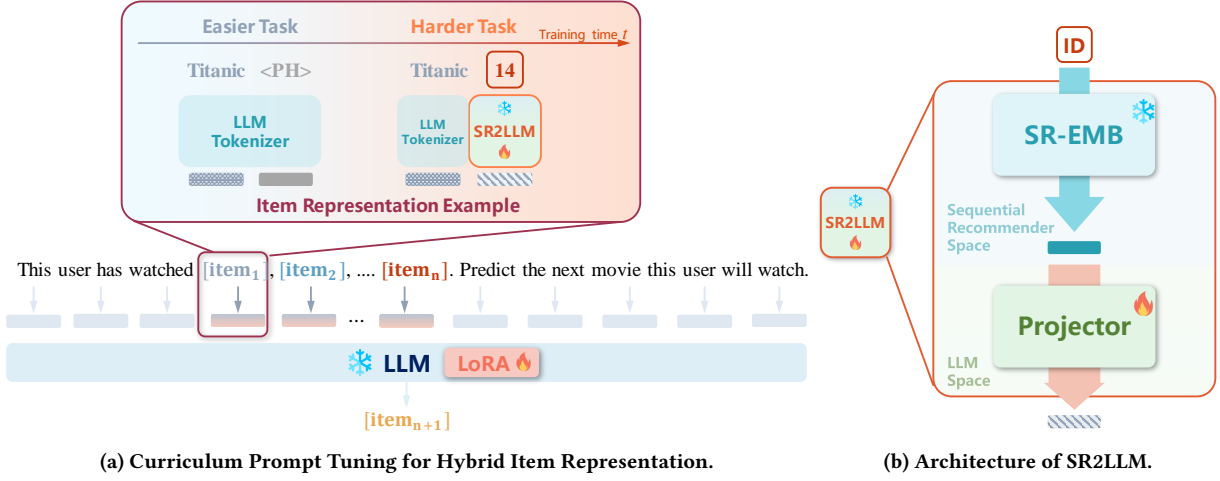 Easier Task Harder Task
Training time t
Titanic <PH> Titanic 14
LLM Tokenizer
LLM Tokenizer
SR2LLM
Item Representation Example
This user has watched [item1], [item2], .... [itemn]. Predict the next movie this user will watch.
...
LLM LoRA
[itemn+1]
(a) Curriculum Prompt Tuning for Hybrid Item Representation.
ID
SR-EMB
SR2LLM
Sequential
Recommender
Space
Projector
LLM
Space
(b) Architecture of SR2LLM.